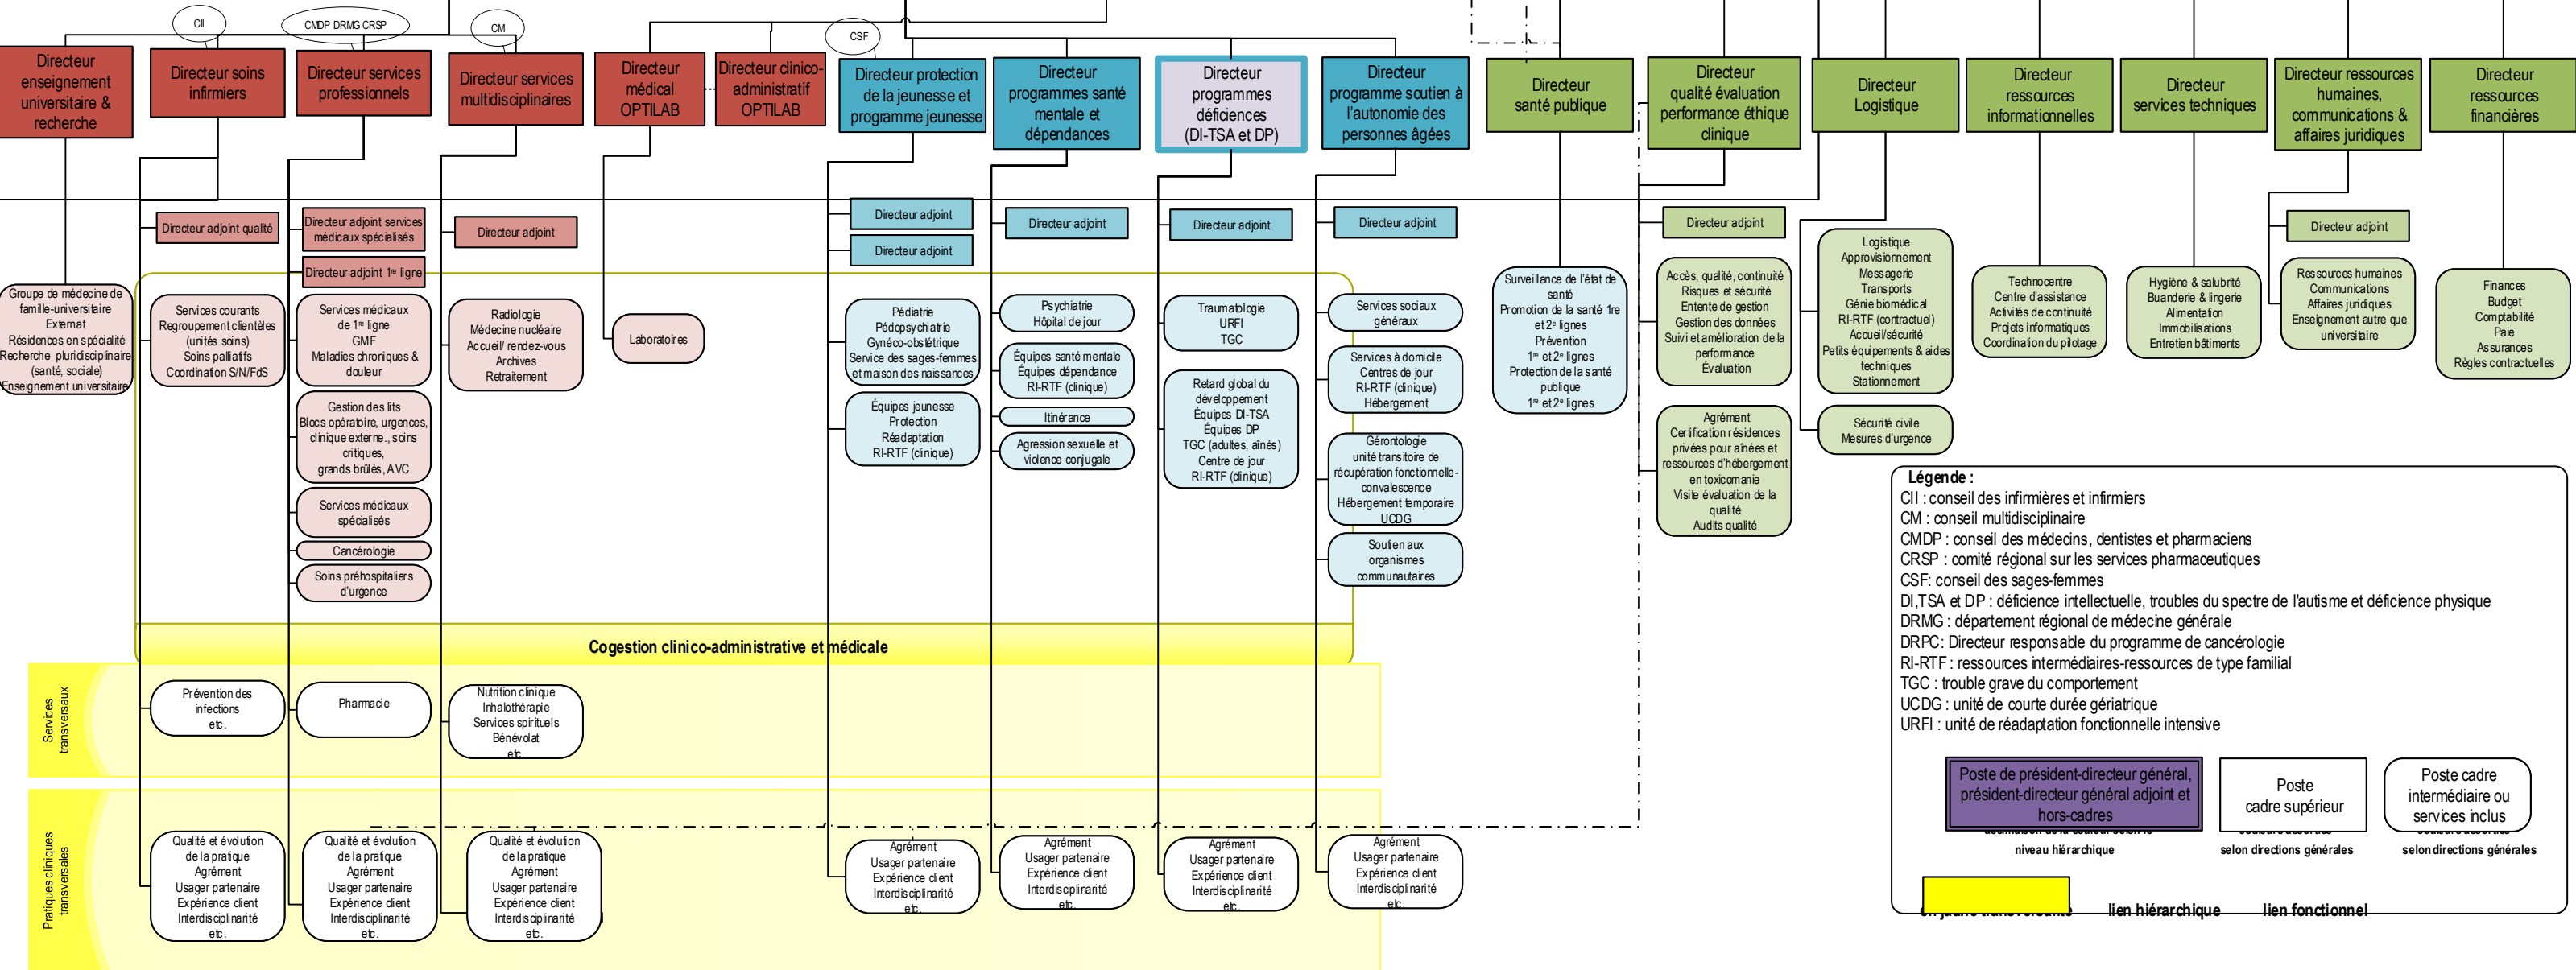 CII
CMDP DRMG CRSP
CM
CSF
Directeur
enseignement
universitaire &
recherche
Directeur soins
infirmiers
Directeur services
professionnels
Directeur services
multidisciplinaires
Directeur
médical
OPTILAB
Directeur clinico-
administratif
OPTILAB
Directeur protection
de la jeunesse et
programme jeunesse
Directeur
programmes santé
mentale et
dépendances
Directeur
programmes
déficiences
(DI-TSA et DP)
Directeur
programme soutien à
l'autonomie des
personnes âgées
Directeur
santé publique
Directeur
qualité évaluation
performance éthique
clinique
Directeur
Logistique
Directeur
ressources
informationnelles
Directeur
services techniques
Directeur ressources
humaines,
communications &
affaires juridiques
Directeur
ressources
financières
Directeur adjoint qualité
Directeur adjoint services
médicaux spécialisés
Directeur adjoint 1re ligne
Directeur adjoint
Directeur adjoint
Directeur adjoint
Directeur adjoint
Directeur adjoint
Directeur adjoint
Directeur adjoint
Directeur adjoint
Groupe de médecine de
famille-universitaire
Externat
Résidences en spécialité
Recherche pluridisciplinaire
(santé, sociale)
Enseignement universitaire
Services courants
Regroupement clientèles
(unités soins)
Soins palliatifs
Coordination S/N/FdS
Services médicaux
de 1re ligne
GMF
Maladies chroniques &
douleur
Gestion des lits
Blocs opératoire, urgences,
clinique externe., soins
critiques,
grands brûlés, AVC
Services médicaux
spécialisés
Cancérologie
Soins préhospitaliers
d'urgence
Radiologie
Médecine nucléaire
Accueil/ rendez-vous
Archives
Retraitement
Laboratoires
Pédiatrie
Pédopsychiatrie
Gynéco-obstétrique
Service des sages-femmes
et maison des naissances
Équipes jeunesse
Protection
Réadaptation
RI-RTF (clinique)
Psychiatrie
Hôpital de jour
Équipes santé mentale
Équipes dépendance
RI-RTF (clinique)
Itinérance
Agression sexuelle et
violence conjugale
Traumatologie
URFI
TGC
Retard global du
développement
Équipes DI-TSA
Équipes DP
TGC (adultes, aînés)
Centre de jour
RI-RTF (clinique)
Services sociaux
généraux
Services à domicile
Centres de jour
RI-RTF (clinique)
Hébergement
Gérontologie
unité transitoire de
récupération fonctionnelle-
convalescence
Hébergement temporaire
UCDG
Soutien aux
organismes
communautaires
Surveillance de l'état de
santé
Promotion de la santé 1re
et 2e lignes
Prévention
1re et 2e lignes
Protection de la santé
publique
1re et 2e lignes
Accès, qualité, continuité
Risques et sécurité
Entente de gestion
Gestion des données
Suivi et amélioration de la
performance
Évaluation
Agrément
Certification résidences
privées pour aînées et
ressources d'hébergement
en toxicomanie
Visite évaluation de la
qualité
Audits qualité
Logistique
Approvisionnement
Messagerie
Transports
Génie biomédical
RI-RTF (contractuel)
Accueil/sécurité
Petits équipements & aides
techniques
Stationnement
Sécurité civile
Mesures d'urgence
Technocentre
Centre d'assistance
Activités de continuité
Projets informatiques
Coordination du pilotage
Hygiène & salubrité
Buanderie & lingerie
Alimentation
Immobilisations
Entretien bâtiments
Ressources humaines
Communications
Affaires juridiques
Enseignement autre que
universitaire
Finances
Budget
Comptabilité
Paie
Assurances
Règles contractuelles
Cogestion clinico-administrative et médicale
Services
transversaux
Prévention des
infections
etc.
Pharmacie
Nutrition clinique
Inhalothérapie
Services spirituels
Bénévolat
etc.
Pratiques cliniques
transversales
Qualité et évolution
de la pratique
Agrément
Usager partenaire
Expérience client
Interdisciplinarité
etc.
Qualité et évolution
de la pratique
Agrément
Usager partenaire
Expérience client
Interdisciplinarité
etc.
Qualité et évolution
de la pratique
Agrément
Usager partenaire
Expérience client
Interdisciplinarité
etc.
Agrément
Usager partenaire
Expérience client
Interdisciplinarité
etc.
Agrément
Usager partenaire
Expérience client
Interdisciplinarité
etc.
Agrément
Usager partenaire
Expérience client
Interdisciplinarité
etc.
Agrément
Usager partenaire
Expérience client
Interdisciplinarité
etc.
Légende :
CII : conseil des infirmières et infirmiers
CM : conseil multidisciplinaire
CMDP : conseil des médecins, dentistes et pharmaciens
CRSP : comité régional sur les services pharmaceutiques
CSF: conseil des sages-femmes
DI,TSA et DP : déficience intellectuelle, troubles du spectre de l'autisme et déficience physique
DRMG : département régional de médecine générale
DRPC: Directeur responsable du programme de cancérologie
RI-RTF : ressources intermédiaires-ressources de type familial
TGC : trouble grave du comportement
UCDG : unité de courte durée gériatrique
URFI : unité de réadaptation fonctionnelle intensive
Poste de président-directeur général,
président-directeur général adjoint et
hors-cadres
niveau hiérarchique
Poste
cadre supérieur
selon directions générales
Poste cadre
intermédiaire ou
services inclus
selon directions générales
lien hiérarchique
lien fonctionnel